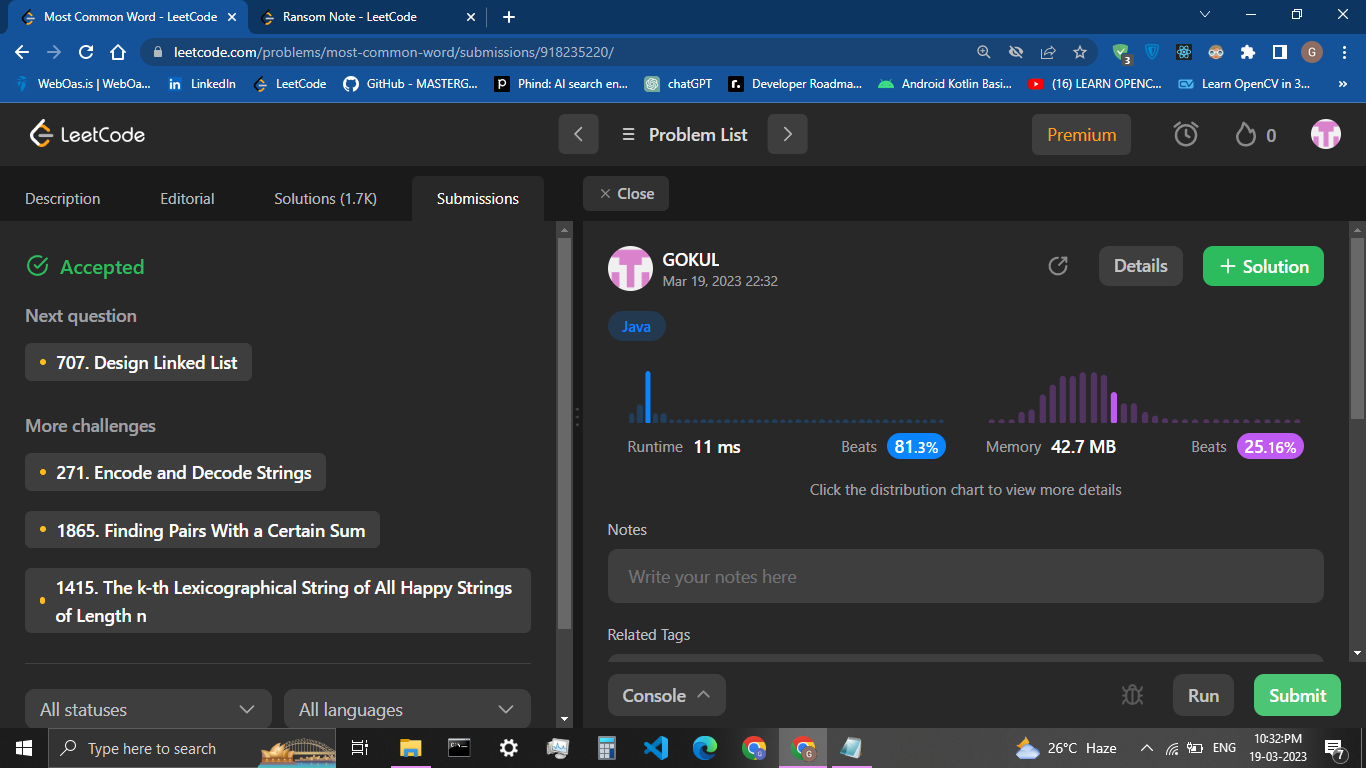 Most Common Word - LeetCode
Ransom Note - LeetCode
leetcode.com/problems/most-common-word/submissions/918235220/
3
G
WebOas.is | WebOa...
LinkedIn
LeetCode
GitHub - MASTERG...
Phind: AI search en...
chatGPT
Developer Roadma...
Android Kotlin Basi...
(16) LEARN OPENC...
Learn OpenCV in 3...
LeetCode
Problem List
Premium
0
Description
Editorial
Solutions (1.7K)
Submissions
Close
Accepted
Next question
707. Design Linked List
More challenges
271. Encode and Decode Strings
1865. Finding Pairs With a Certain Sum
1415. The k-th Lexicographical String of All Happy Strings
of Length n
All statuses
All languages
GOKUL
Mar 19, 2023 22:32
Details
+ Solution
Java
Runtime 11 ms
Beats 81.3%
Memory 42.7 MB
Beats 25.16%
Click the distribution chart to view more details
Notes
Write your notes here
Related Tags
Console
Run
Submit
Type here to search
26°C Haze
ENG
10:32:PM
19-03-2023
7